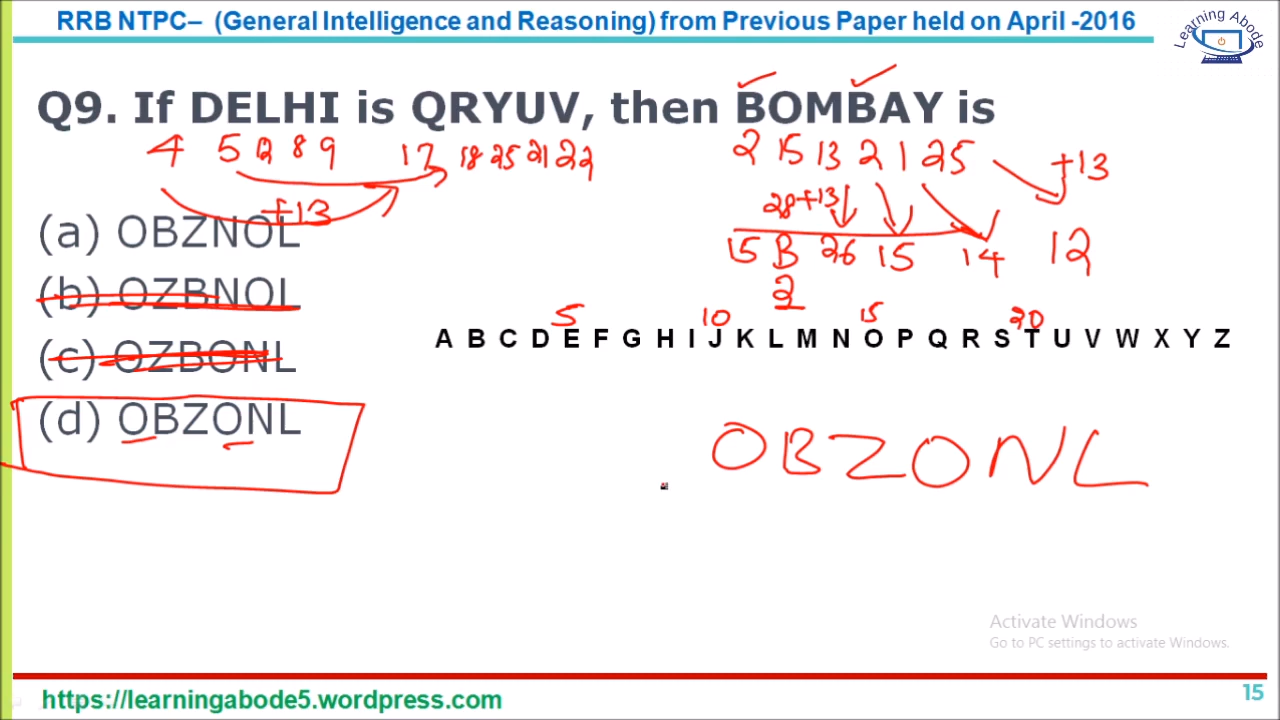 RRB NTPC– (General Intelligence and Reasoning) from Previous Paper held on April -2016
Learning Abode
Q9. If DELHI is QRYUV, then BOMBAY is
4 5 12 8 9 17 18 25 21 22 2 15 13 2 1 25 +13
+13 28+13
(a) OBZNOL
15 B 26 15 14 12
2
(b) OZBNOL
5 10 15 20
A B C D E F G H I J K L M N O P Q R S T U V W X Y Z
(c) OZBONL
(d) OBZONL
OBZONL
Activate Windows
Go to PC settings to activate Windows.
https://learningabode5.wordpress.com
15